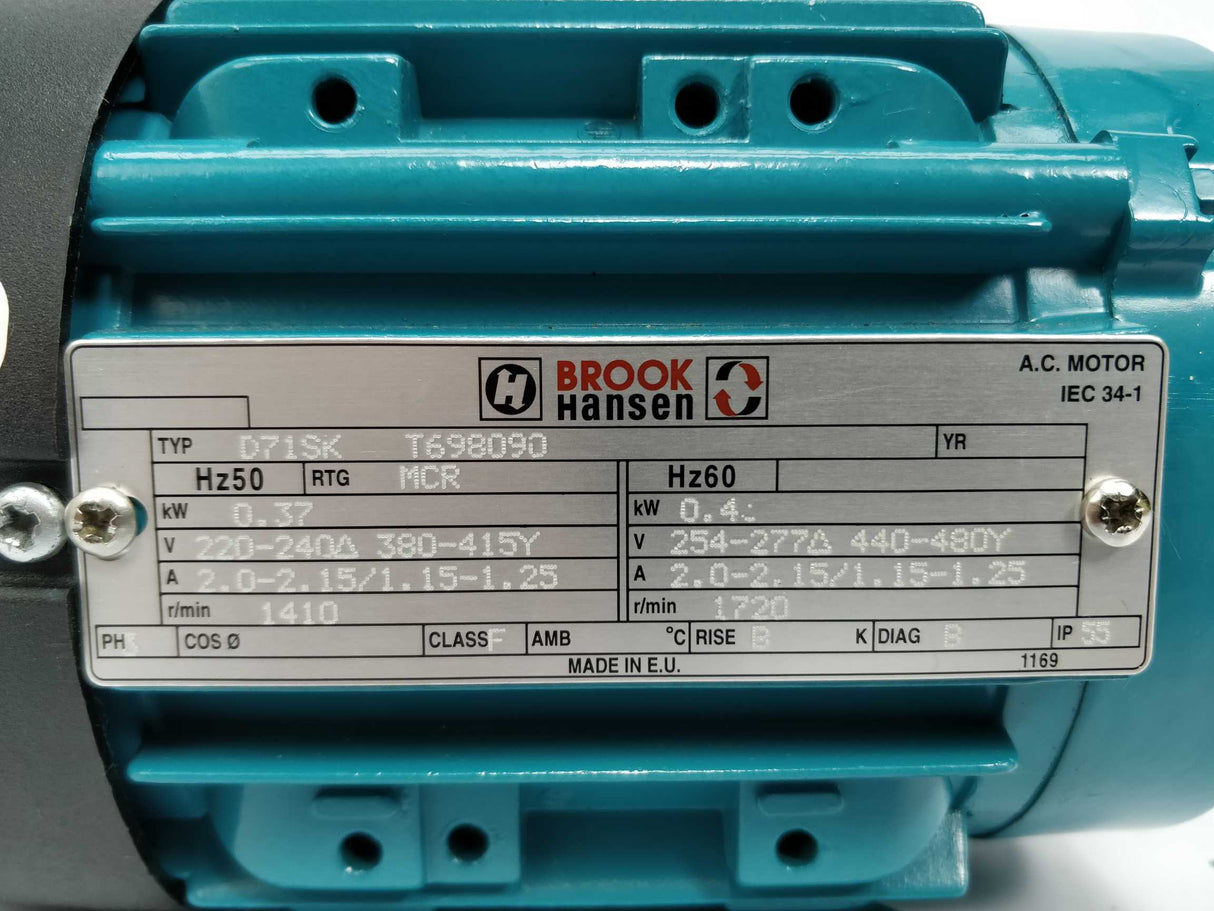 H BROOK Hansen
A.C. MOTOR
IEC 34-1
TYP D71SK T698090 YR
Hz50 RTG MCR Hz60
kW 0.37 kW
V 220-240Δ 380-415Y V 254-277Δ 440-480Y
A 2.0-2.15/1.15-1.25 A 2.0-2.15/1.15-1.25
r/min 1410 r/min 1720
PH 3 COS Ø CLASS F AMB °C RISE B K DIAG B IP 55
MADE IN E.U. 1169